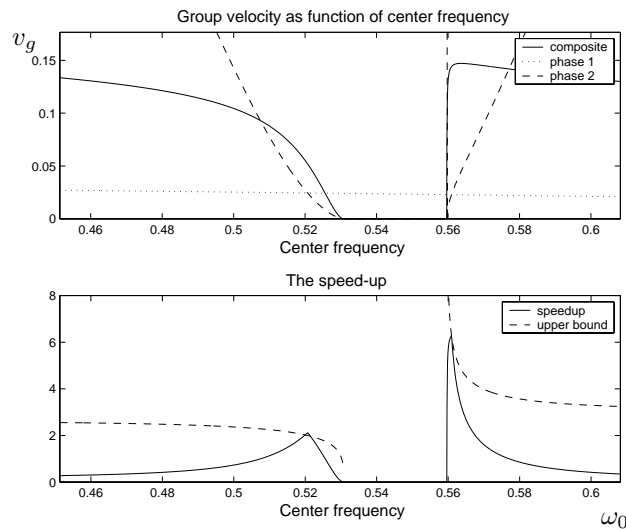 Group velocity as function of center frequency
v_g
0.15
0.1
0.05
0
composite
phase 1
phase 2
0.46 0.48 0.5 0.52 0.54 0.56 0.58 0.6
Center frequency
The speed-up
8
6
4
2
0
speedup
upper bound
0.46 0.48 0.5 0.52 0.54 0.56 0.58 0.6
Center frequency
ω_0